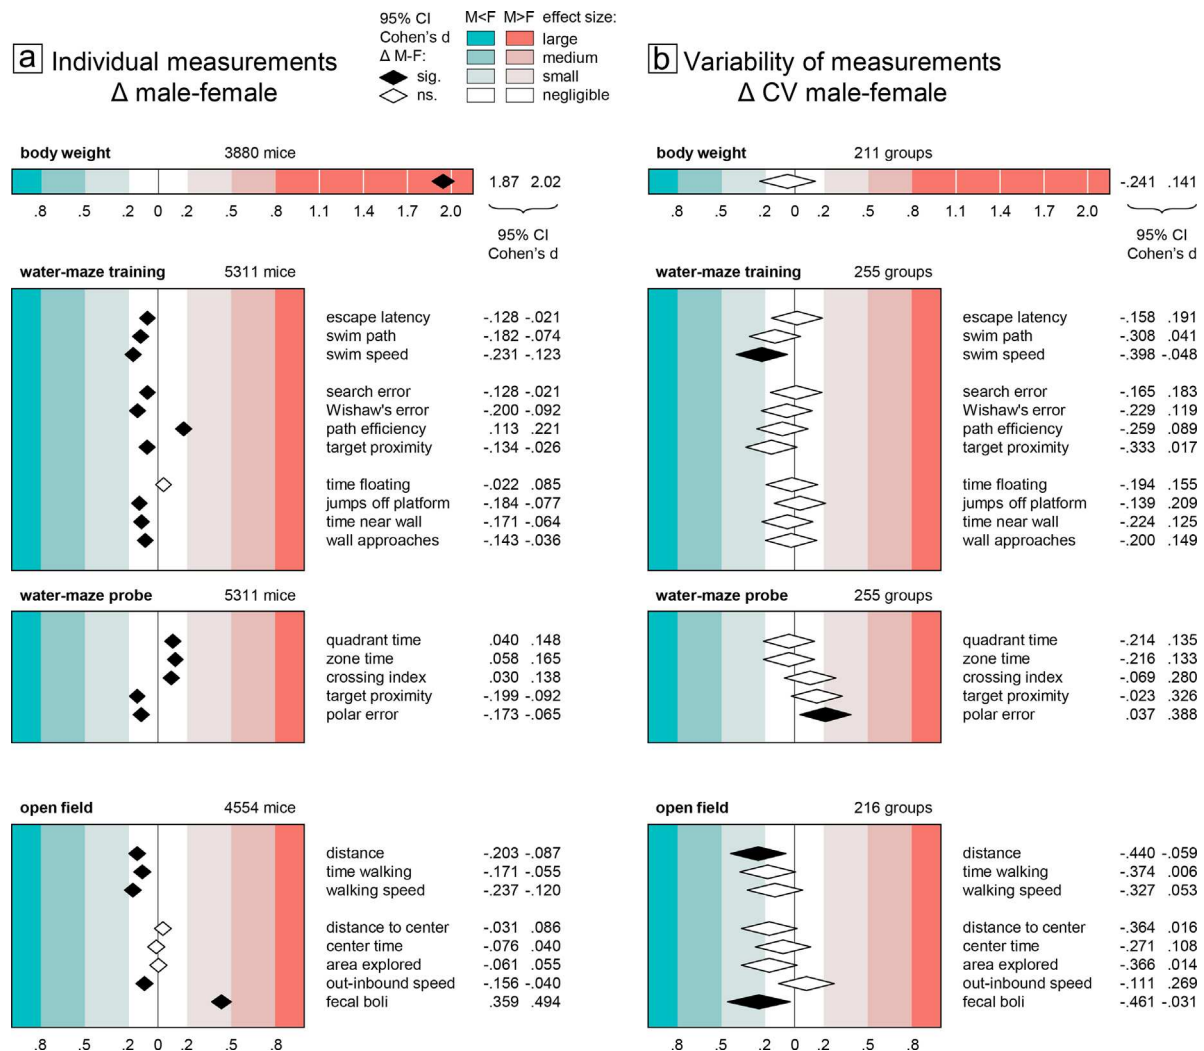 95% CI M<F M>F effect size:
Cohen's d large
Δ M-F: medium
sig. small
ns. negligible
a Individual measurements
Δ male-female
body weight 3880 mice
1.87 2.02
.8 .5 .2 0 .2 .5 .8 1.1 1.4 1.7 2.0
95% CI
Cohen's d
water-maze training 5311 mice
escape latency -.128 -.021
swim path -.182 -.074
swim speed -.231 -.123
search error -.128 -.021
Wishaw's error -.200 -.092
path efficiency .113 .221
target proximity -.134 -.026
time floating -.022 .085
jumps off platform -.184 -.077
time near wall -.171 -.064
wall approaches -.143 -.036
water-maze probe 5311 mice
quadrant time .040 .148
zone time .058 .165
crossing index .030 .138
target proximity -.199 -.092
polar error -.173 -.065
open field 4554 mice
distance -.203 -.087
time walking -.171 -.055
walking speed -.237 -.120
distance to center -.031 .086
center time -.076 .040
area explored -.061 .055
out-inbound speed -.156 -.040
fecal boli .359 .494
.8 .5 .2 0 .2 .5 .8
b Variability of measurements
Δ CV male-female
body weight 211 groups
-.241 .141
.8 .5 .2 0 .2 .5 .8 1.1 1.4 1.7 2.0
95% CI
Cohen's d
water-maze training 255 groups
escape latency -.158 .191
swim path -.308 .041
swim speed -.398 -.048
search error -.165 .183
Wishaw's error -.229 .119
path efficiency -.259 .089
target proximity -.333 .017
time floating -.194 .155
jumps off platform -.139 .209
time near wall -.224 .125
wall approaches -.200 .149
water-maze probe 255 groups
quadrant time -.214 .135
zone time -.216 .133
crossing index -.069 .280
target proximity -.023 .326
polar error .037 .388
open field 216 groups
distance -.440 -.059
time walking -.374 .006
walking speed -.327 .053
distance to center -.364 .016
center time -.271 .108
area explored -.366 .014
out-inbound speed -.111 .269
fecal boli -.461 -.031
.8 .5 .2 0 .2 .5 .8